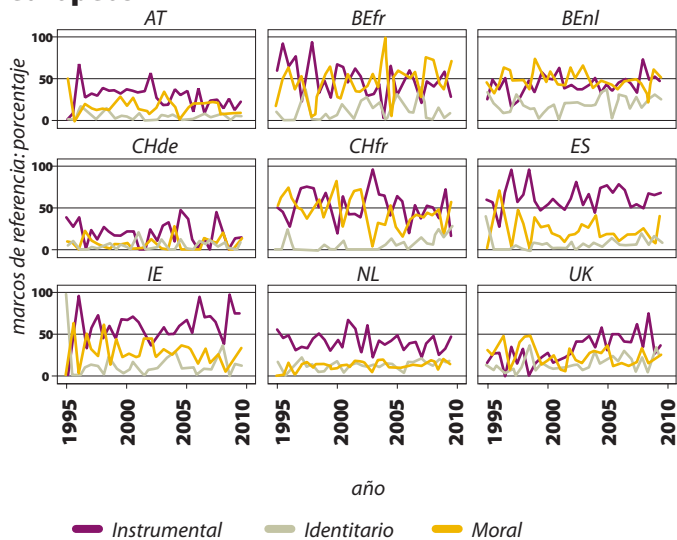 AT BEfr BEnl
100
50
0
CHde CHfr ES
100
50
0
IE NL UK
100
50
0
marcos de referencia: porcentaje
1995 2000 2005 2010 1995 2000 2005 2010 1995 2000 2005 2010
año
Instrumental Identitario Moral